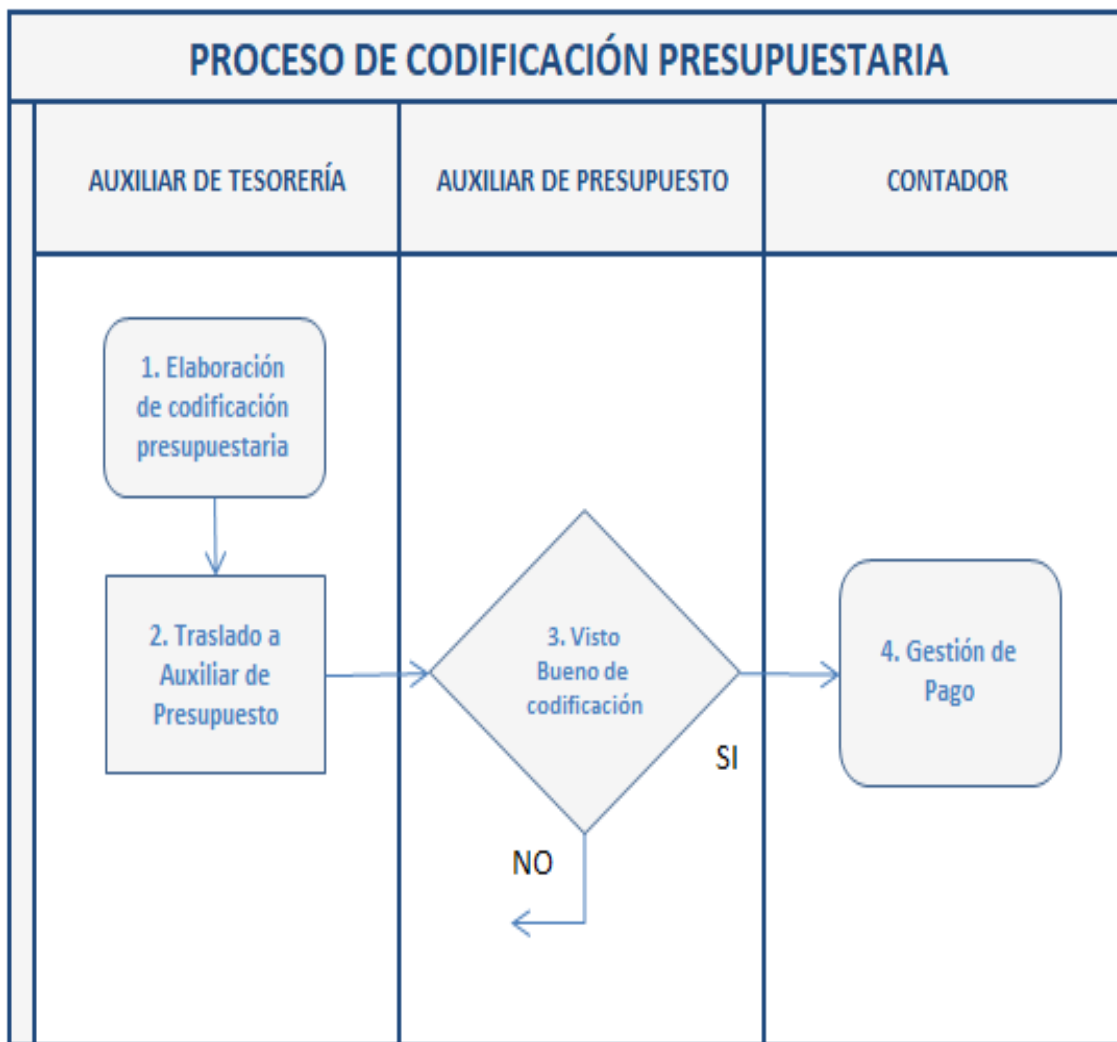 PROCESO DE CODIFICACIÓN PRESUPUESTARIA
AUXILIAR DE TESORERÍA
AUXILIAR DE PRESUPUESTO
CONTADOR
1. Elaboración
de codificación
presupuestaria
2. Traslado a
Auxiliar de
Presupuesto
3. Visto
Bueno de
codificación
SI
NO
4. Gestión de
Pago